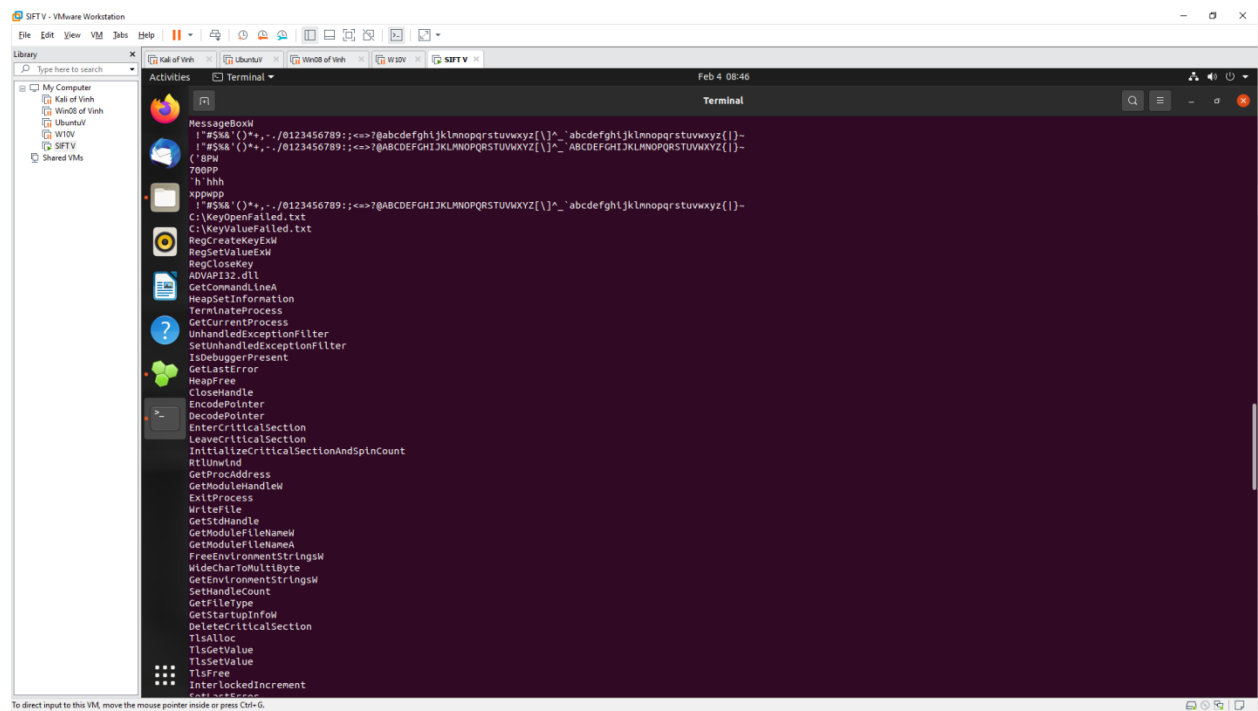 SIFT V - VMware Workstation
File Edit View VM Tabs Help
Library
Type here to search
My Computer
Kali of Vinh
Win08 of Vinh
UbuntuV
W10V
SIFT V
Shared VMs
Kali of Vinh UbuntuV Win08 of Vinh W10V SIFT V
Activities Terminal Feb 4 08:46
Terminal
MessageBoxW
 !"#$%&'()*+,-./0123456789:;<=>?@abcdefghijklmnopqrstuvwxyz[\]^_`abcdefghijklmnopqrstuvwxyz{|}~
 !"#$%&'()*+,-./0123456789:;<=>?@ABCDEFGHIJKLMNOPQRSTUVWXYZ[\]^_`ABCDEFGHIJKLMNOPQRSTUVWXYZ{|}~
('8PW
700PP
`h`hhh
xppwpp
 !"#$%&'()*+,-./0123456789:;<=>?@ABCDEFGHIJKLMNOPQRSTUVWXYZ[\]^_`abcdefghijklmnopqrstuvwxyz{|}~
C:\KeyOpenFailed.txt
C:\KeyValueFailed.txt
RegCreateKeyExW
RegSetValueExW
RegCloseKey
ADVAPI32.dll
GetCommandLineA
HeapSetInformation
TerminateProcess
GetCurrentProcess
UnhandledExceptionFilter
SetUnhandledExceptionFilter
IsDebuggerPresent
GetLastError
HeapFree
CloseHandle
EncodePointer
DecodePointer
EnterCriticalSection
LeaveCriticalSection
InitializeCriticalSectionAndSpinCount
RtlUnwind
GetProcAddress
GetModuleHandleW
ExitProcess
WriteFile
GetStdHandle
GetModuleFileNameW
GetModuleFileNameA
FreeEnvironmentStringsW
WideCharToMultiByte
GetEnvironmentStringsW
SetHandleCount
GetFileType
GetStartupInfoW
DeleteCriticalSection
TlsAlloc
TlsGetValue
TlsSetValue
TlsFree
InterlockedIncrement
SetLastError
To direct input to this VM, move the mouse pointer inside or press Ctrl+G.